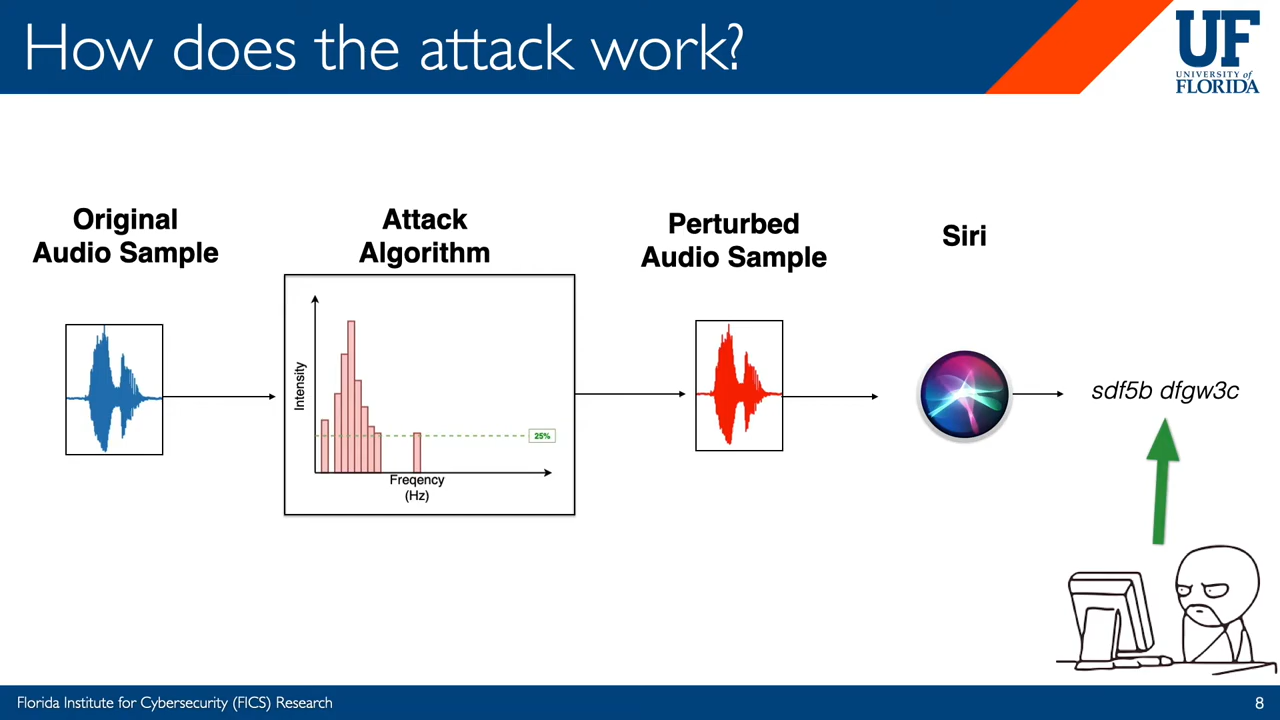 How does the attack work?
UF
UNIVERSITY of
FLORIDA
Original
Audio Sample
Attack
Algorithm
Perturbed
Audio Sample
Siri
Intensity
25%
Freqency
(Hz)
sdf5b dfgw3c
Florida Institute for Cybersecurity (FICS) Research
8